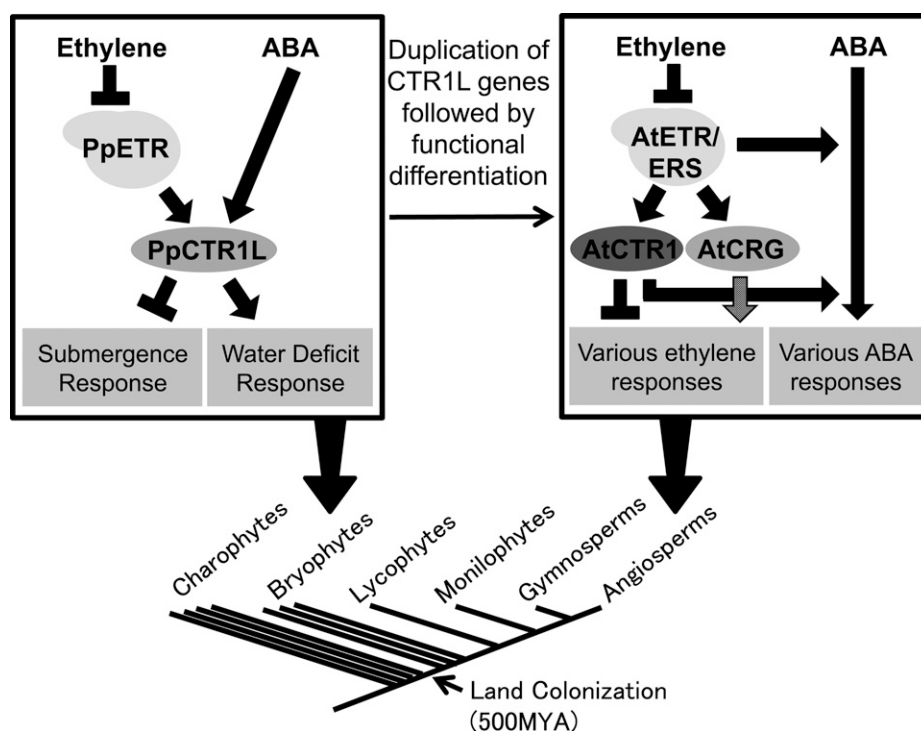 Ethylene
ABA
PpETR
PpCTR1L
Submergence
Response
Water Deficit
Response
Duplication of
CTR1L genes
followed by
functional
differentiation
Ethylene
ABA
AtETR/
ERS
AtCTR1
AtCRG
Various ethylene
responses
Various ABA
responses
Charophytes
Bryophytes
Lycophytes
Monilophytes
Gymnosperms
Angiosperms
Land Colonization
(500MYA)